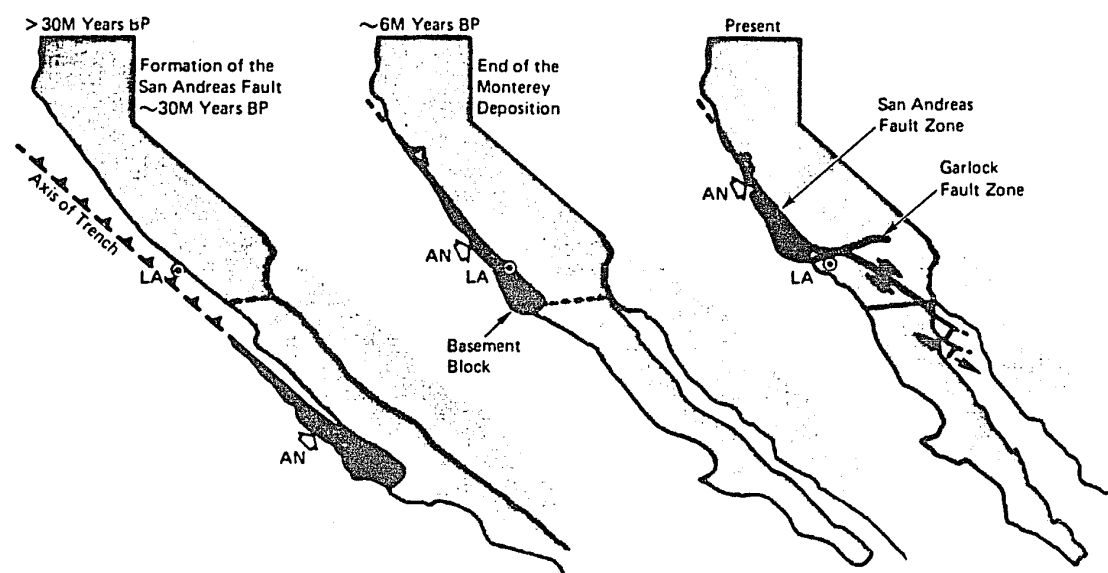 >30M Years BP
Formation of the
San Andreas Fault
~30M Years BP
Axis of Trench
LA
AN
~6M Years BP
End of the
Monterey
Deposition
AN
LA
Basement
Block
Present
San Andreas
Fault Zone
Garlock
Fault Zone
AN
LA